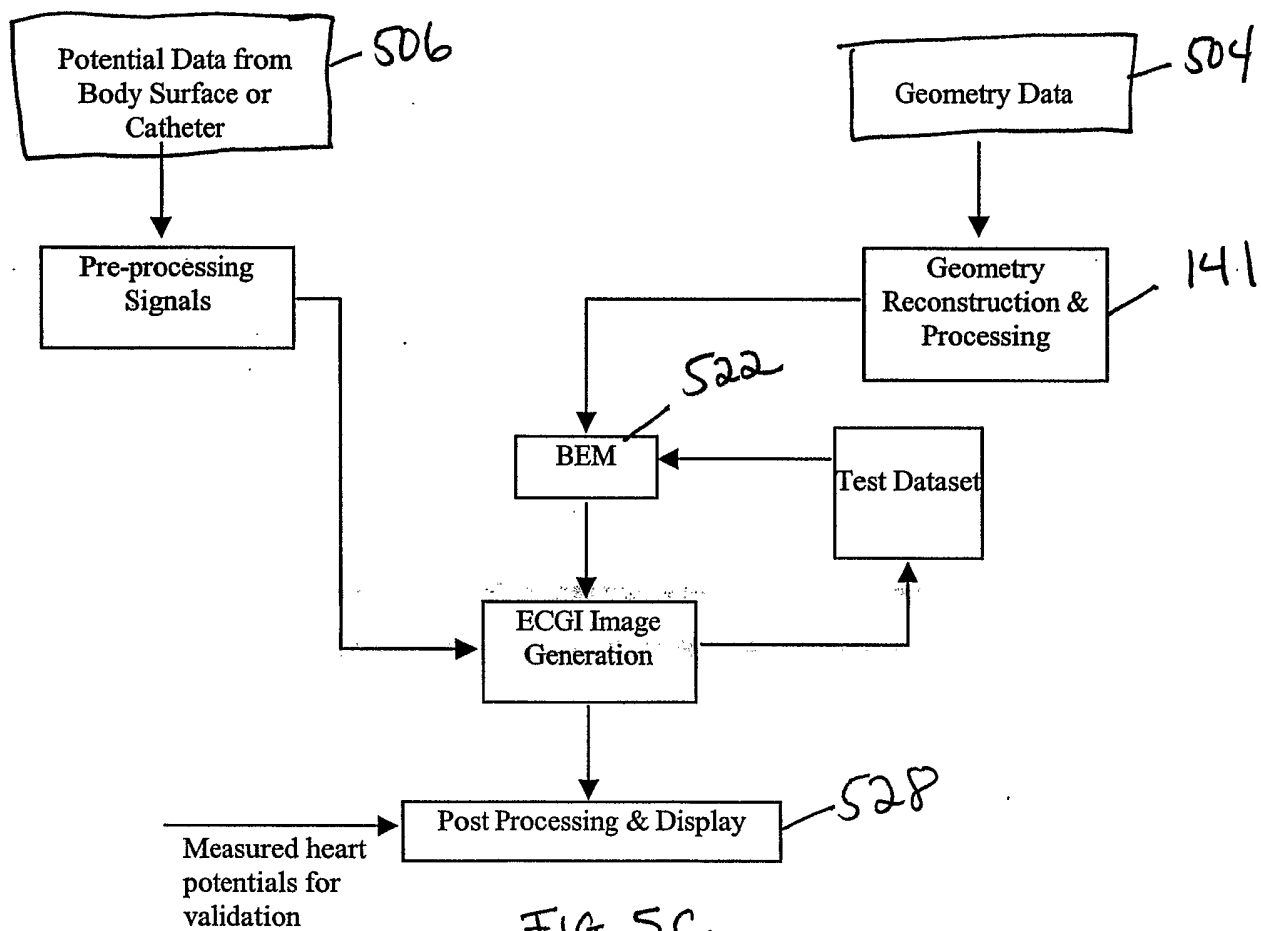 Potential Data from
Body Surface or
Catheter
506
Geometry Data
504
Pre-processing
Signals
Geometry
Reconstruction &
Processing
141
522
BEM
Test Dataset
ECGI Image
Generation
Post Processing & Display
528
Measured heart
potentials for
validation
FIG. 5C